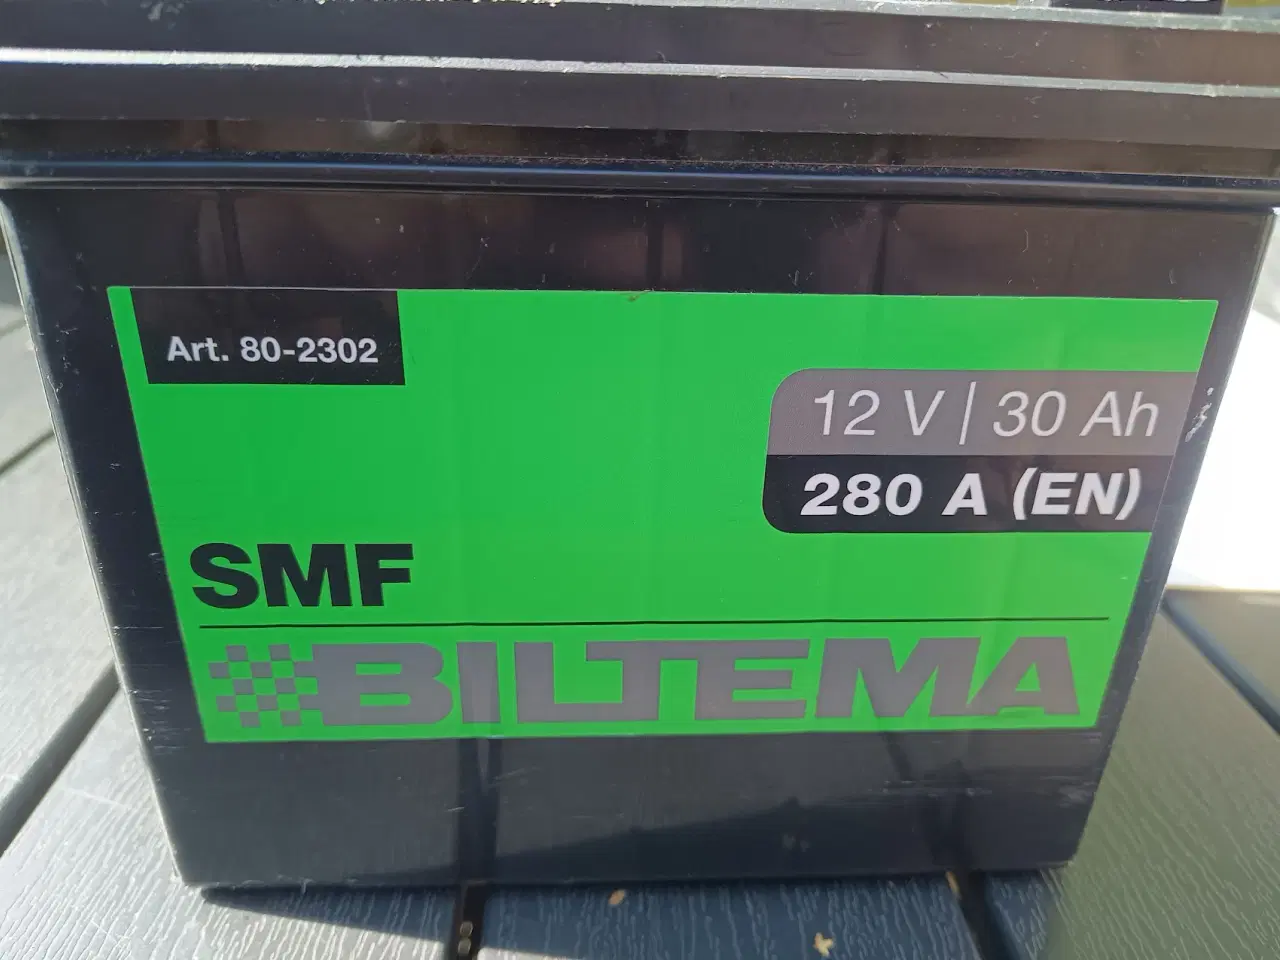 Art. 80-2302
12 V | 30 Ah
280 A (EN)
SMF
BILTEMA